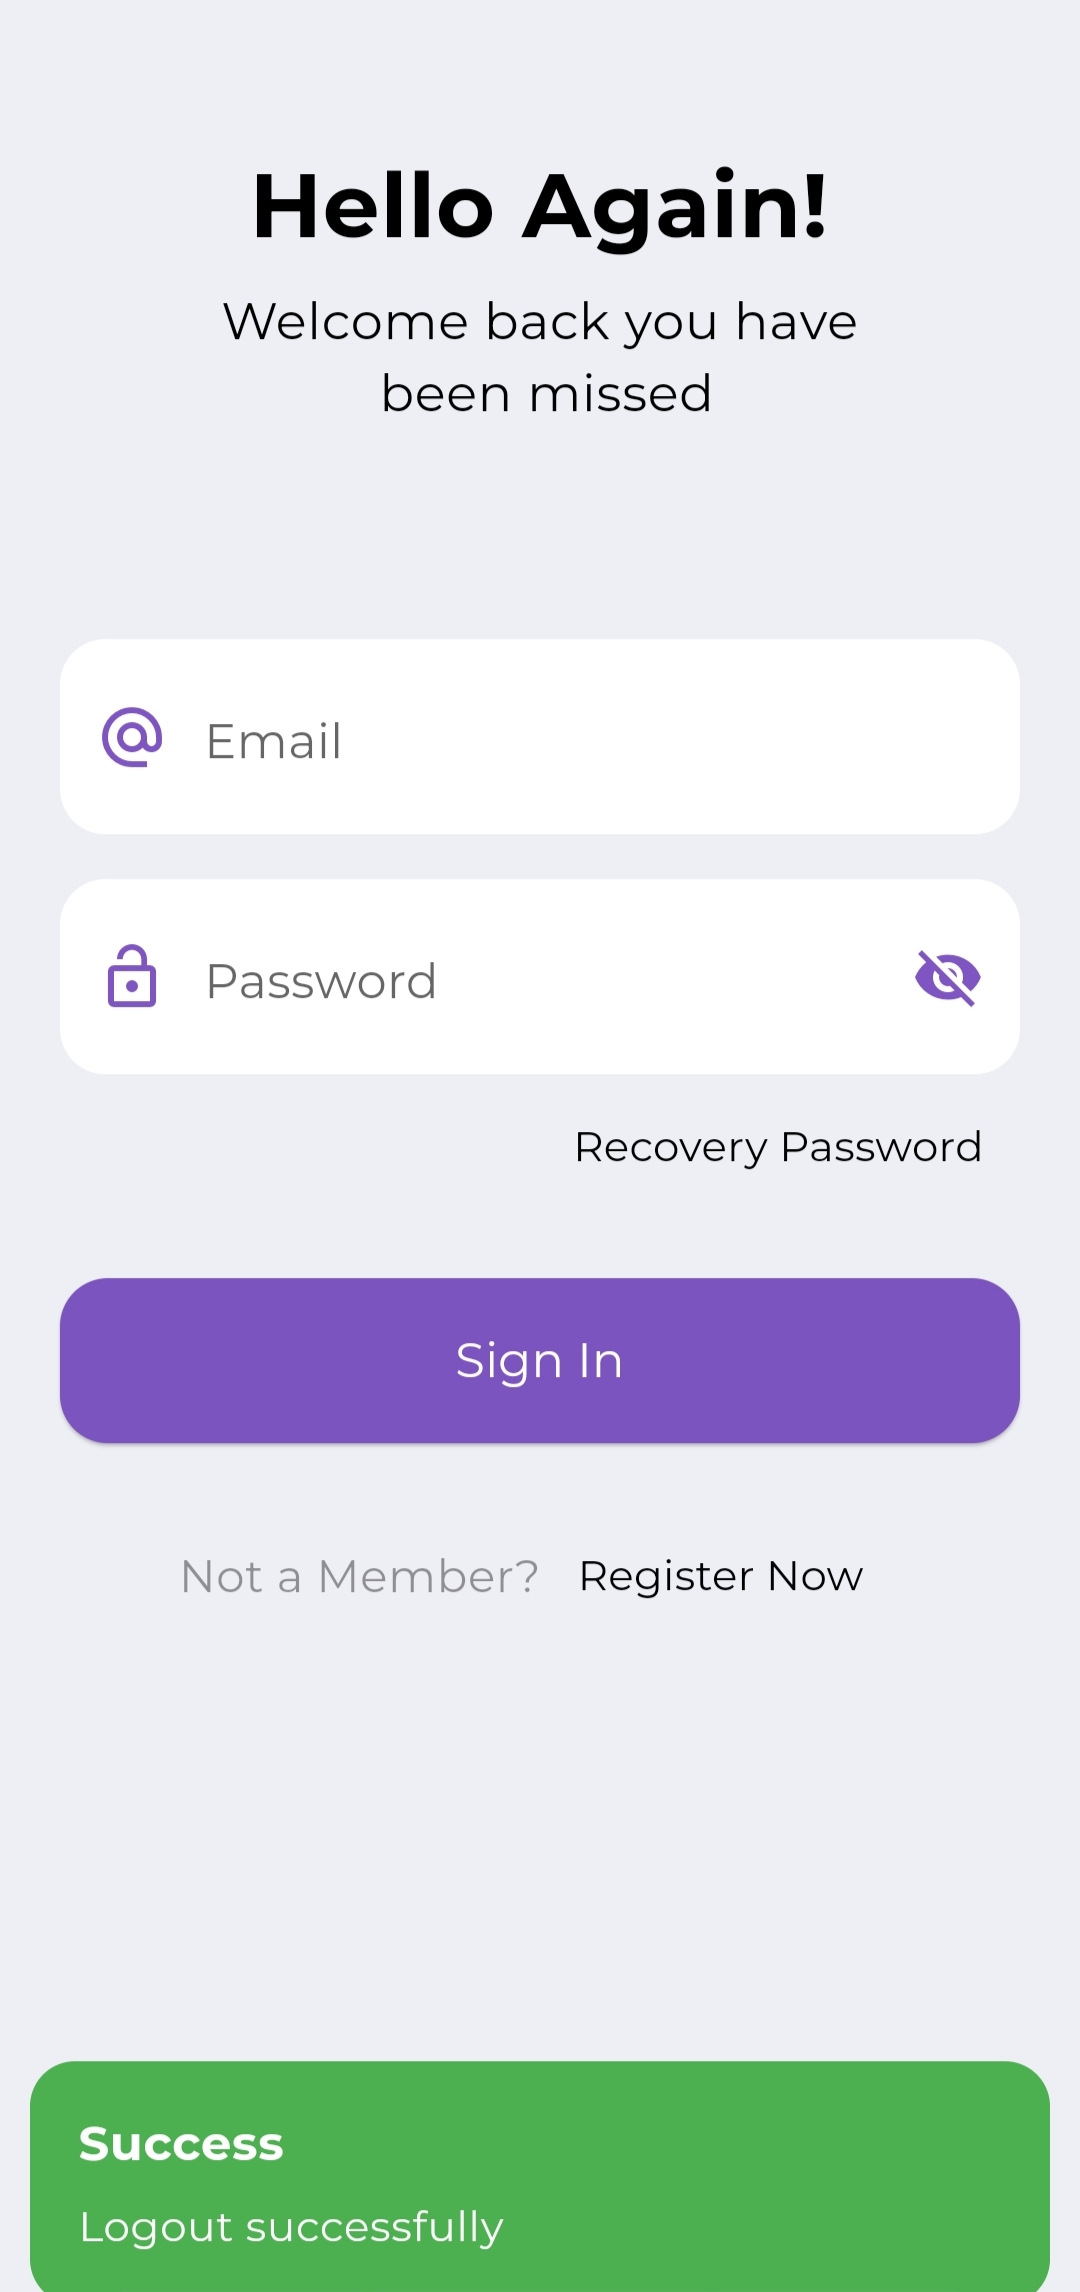 Hello Again!
Welcome back you have
been missed
Email
Password
Recovery Password
Sign In
Not a Member? Register Now
Success
Logout successfully